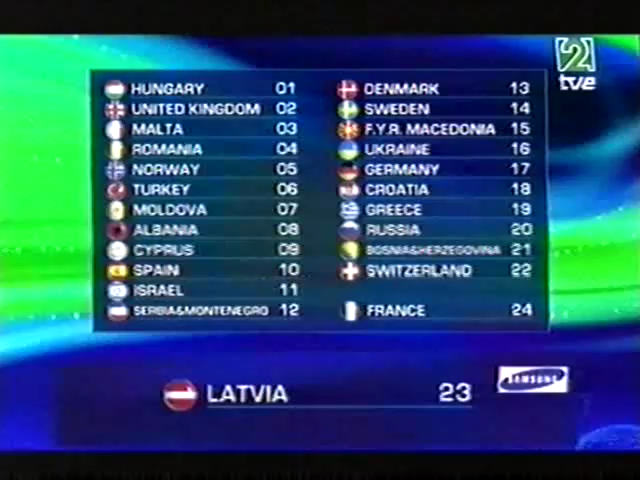 2
tve
HUNGARY 01
UNITED KINGDOM 02
MALTA 03
ROMANIA 04
NORWAY 05
TURKEY 06
MOLDOVA 07
ALBANIA 08
CYPRUS 09
SPAIN 10
ISRAEL 11
SERBIA&MONTENEGRO 12
DENMARK 13
SWEDEN 14
F.Y.R. MACEDONIA 15
UKRAINE 16
GERMANY 17
CROATIA 18
GREECE 19
RUSSIA 20
BOSNIA&HERZEGOVINA 21
SWITZERLAND 22
FRANCE 24
LATVIA 23
SAMSUNG